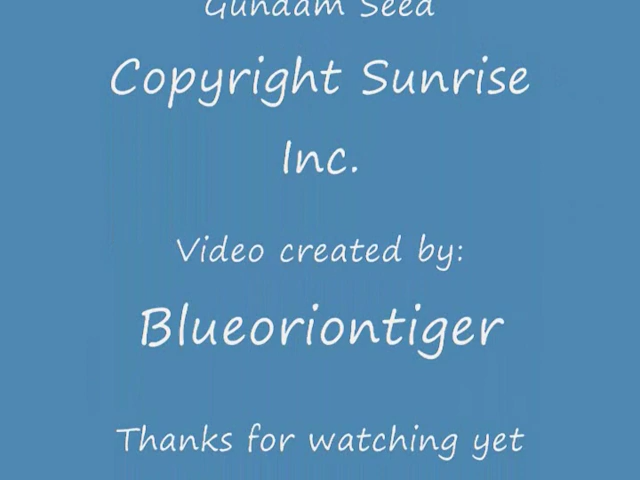 Gundam Seed
Copyright Sunrise
Inc.
Video created by:
Blueoriontiger
Thanks for watching yet